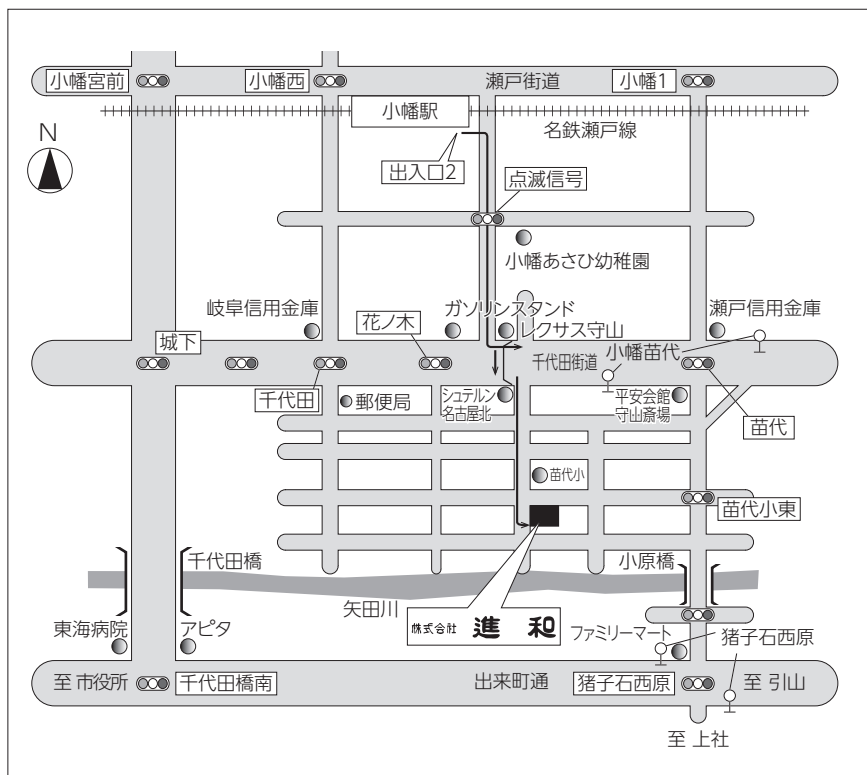 小幡宮前
小幡西
瀬戸街道
小幡1
小幡駅
名鉄瀬戸線
N
出入口2
点滅信号
小幡あさひ幼稚園
岐阜信用金庫
ガソリンスタンド
瀬戸信用金庫
花ノ木
レクサス守山
城下
小幡苗代
千代田街道
千代田
郵便局
シュテルン
名古屋北
平安会館
守山斎場
苗代
苗代小
苗代小東
千代田橋
小原橋
矢田川
株式会社 進和
東海病院
アピタ
ファミリーマート
猪子石西原
至 市役所
千代田橋南
出来町通
猪子石西原
至 引山
至 上社